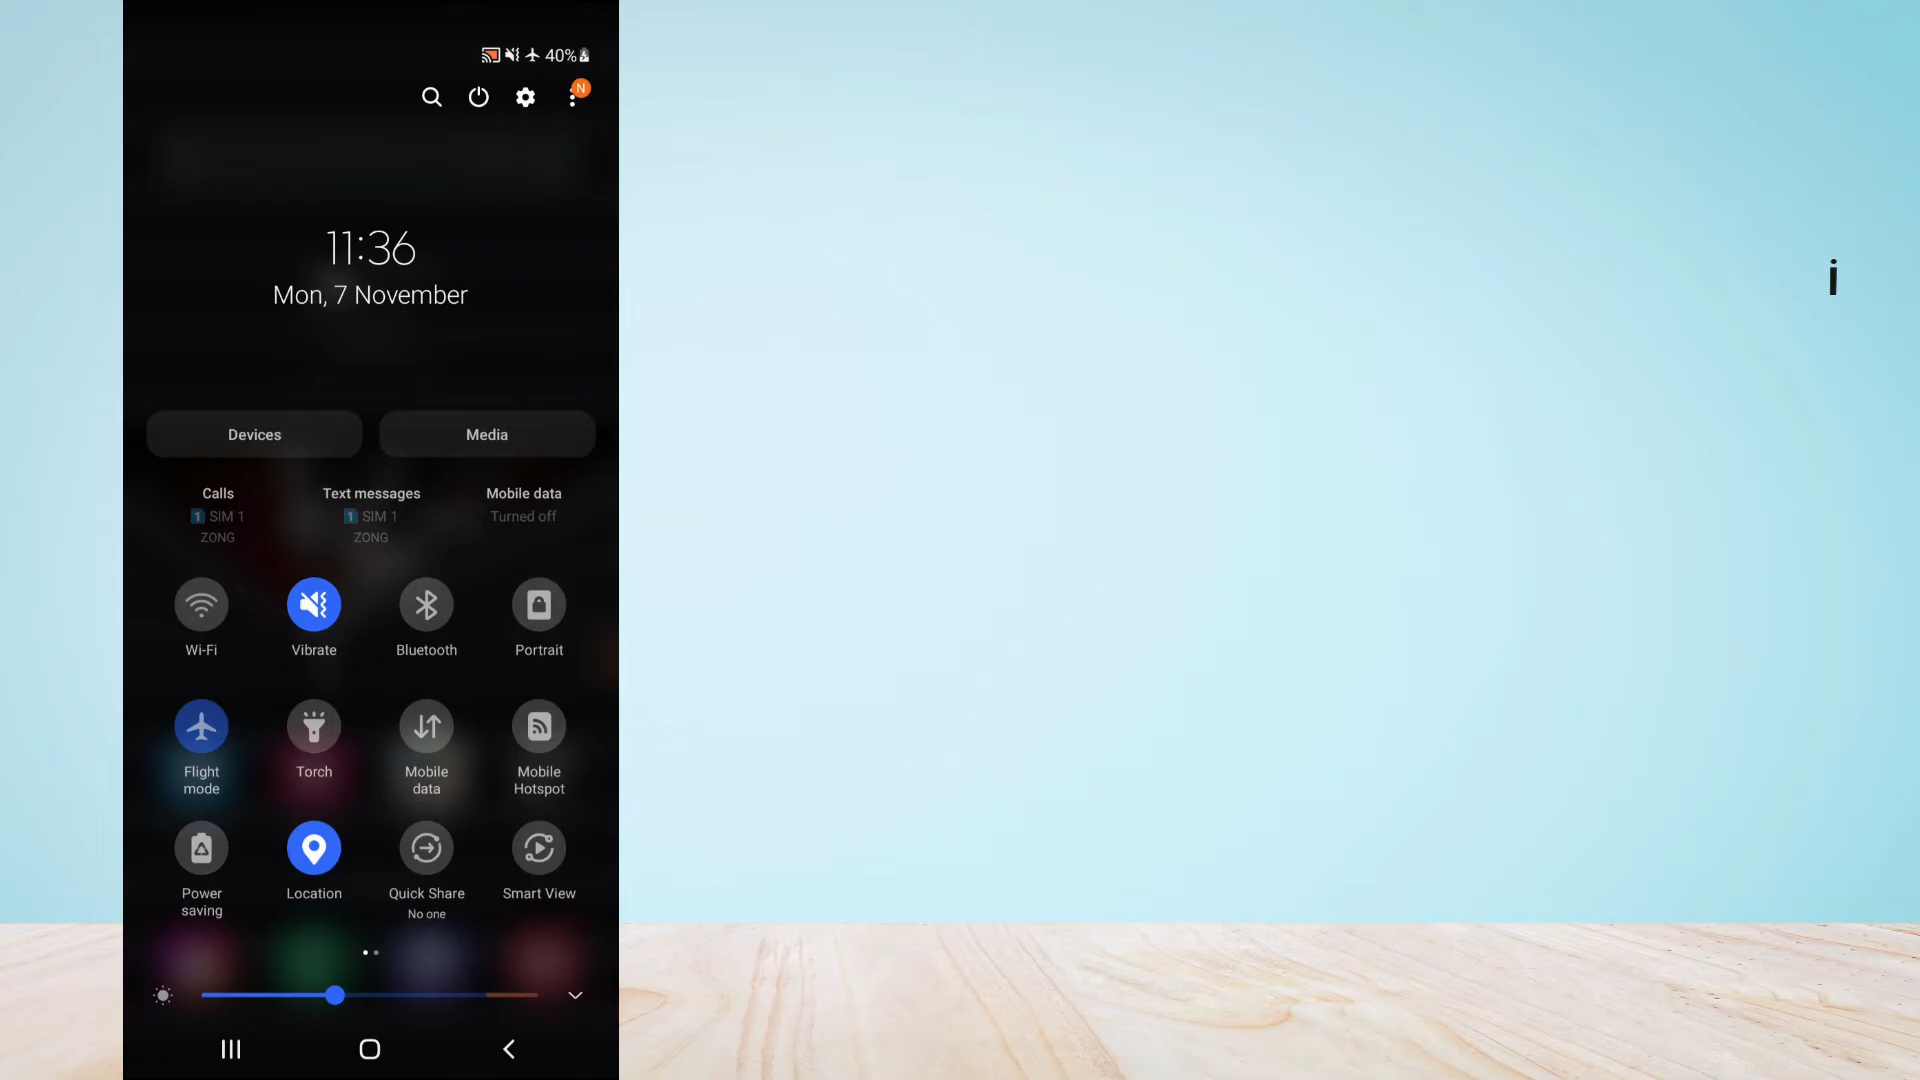 40%
N
11:36
Mon, 7 November
Devices Media
Calls Text messages Mobile data
1 SIM 1 1 SIM 1 Turned off
ZONG ZONG
Wi-Fi Vibrate Bluetooth Portrait
Flight mode Torch Mobile data Mobile Hotspot
Power saving Location Quick Share Smart View
No one
i